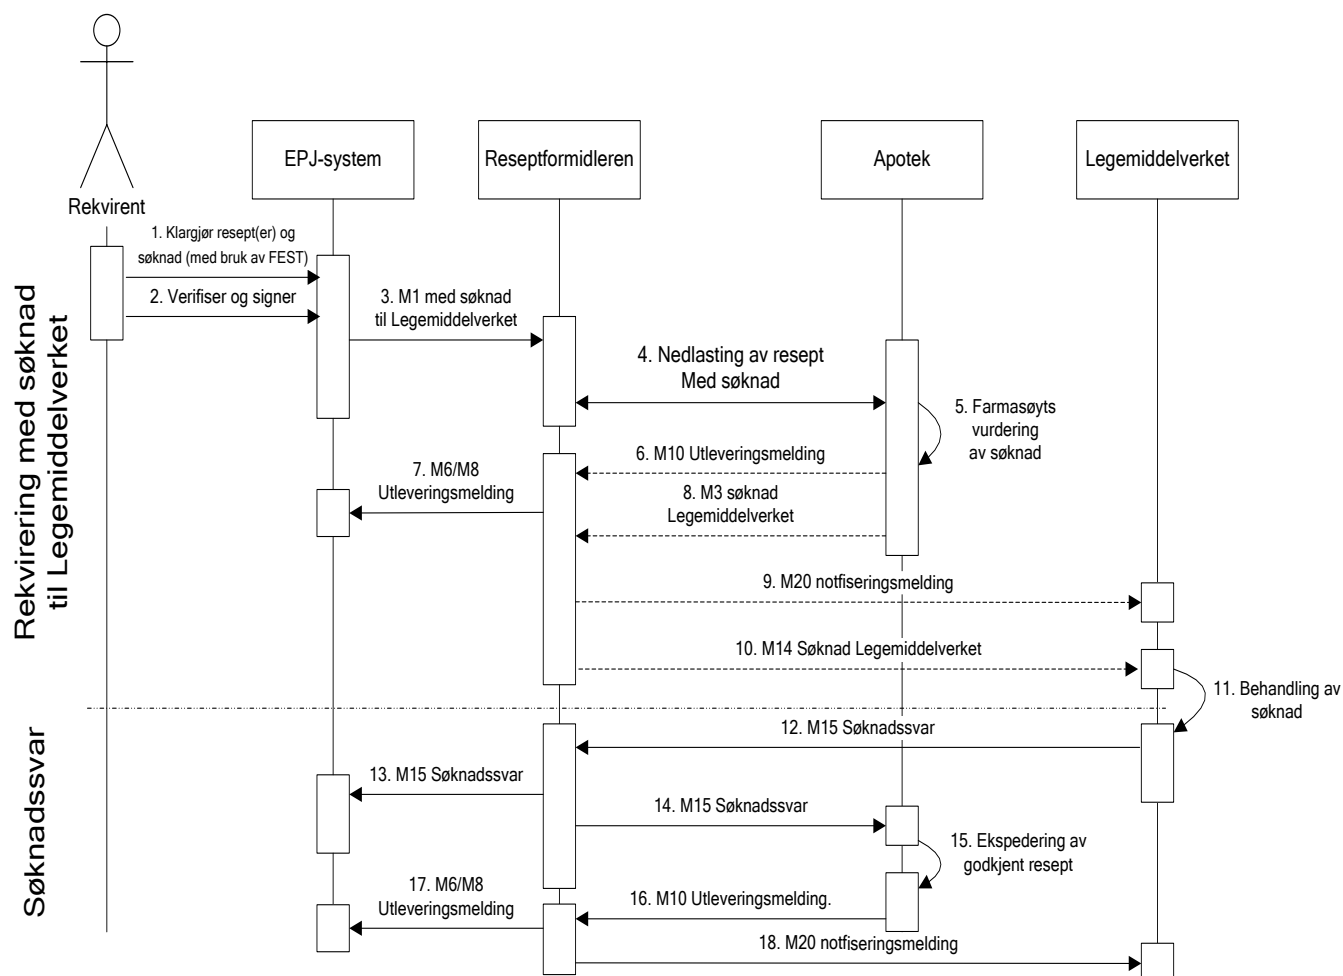 EPJ-system
Reseptformidleren
Apotek
Legemiddelverket
Rekvirent
Rekvirering med søknad
til Legemiddelverket
1. Klargjør resept(er) og
søknad (med bruk av FEST)
2. Verifiser og signer
3. M1 med søknad
til Legemiddelverket
4. Nedlasting av resept
Med søknad
5. Farmasøyts
vurdering
av søknad
6. M10 Utleveringsmelding
7. M6/M8
Utleveringsmelding
8. M3 søknad
Legemiddelverket
9. M20 notfiseringsmelding
10. M14 Søknad Legemiddelverket
11. Behandling av
søknad
Søknadssvar
12. M15 Søknadssvar
13. M15 Søknadssvar
14. M15 Søknadssvar
15. Ekspedering av
godkjent resept
16. M10 Utleveringsmelding.
17. M6/M8
Utleveringsmelding
18. M20 notfiseringsmelding